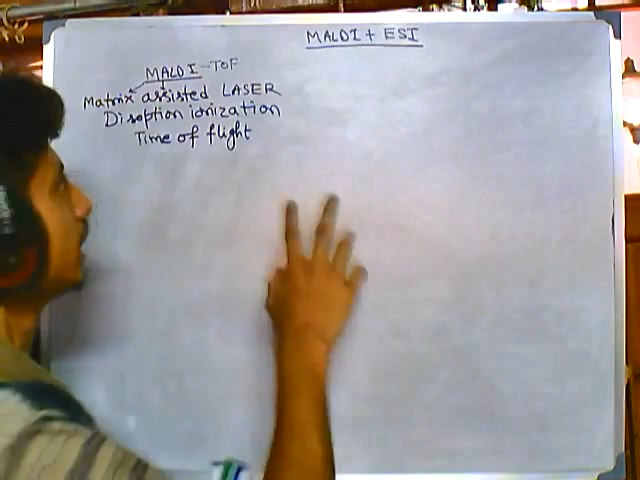 MALDI + ESI
MALDI-TOF
Matrix assisted LASER
Disoption ionization
Time of flight